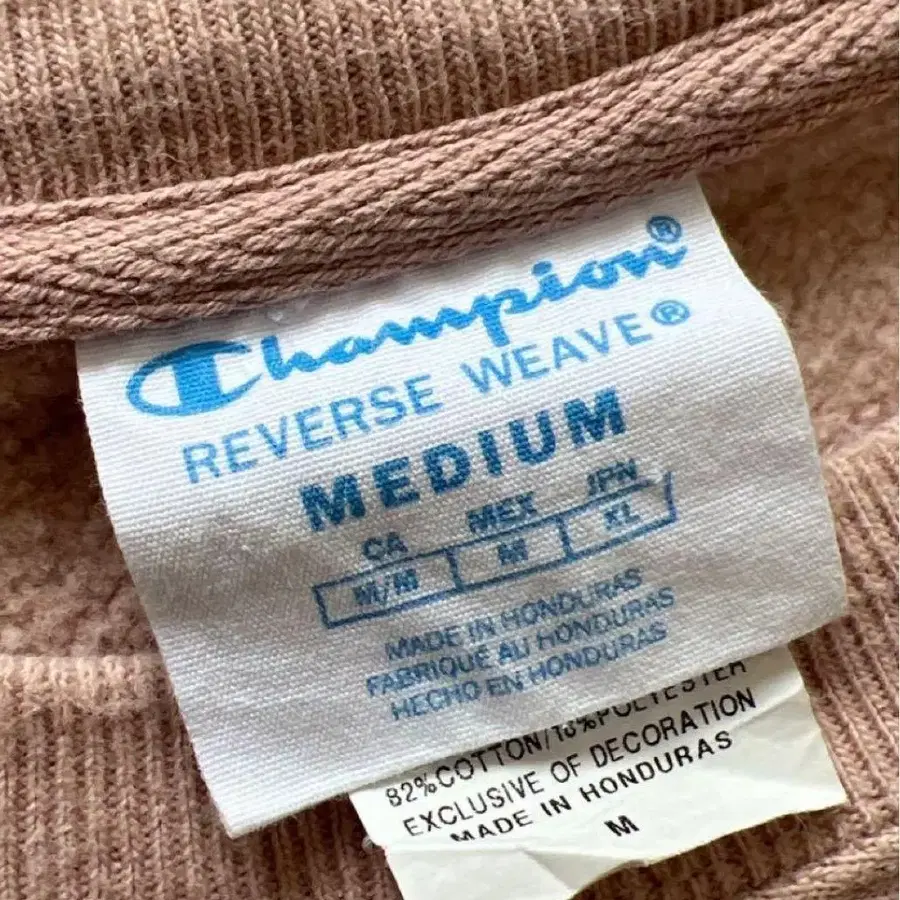 Champion®
REVERSE WEAVE®
MEDIUM
CA MEX JPN
M/M M XL
MADE IN HONDURAS
FABRIQUE AU HONDURAS
HECHO EN HONDURAS
82% COTTON/18% POLYESTER
EXCLUSIVE OF DECORATION
MADE IN HONDURAS
M